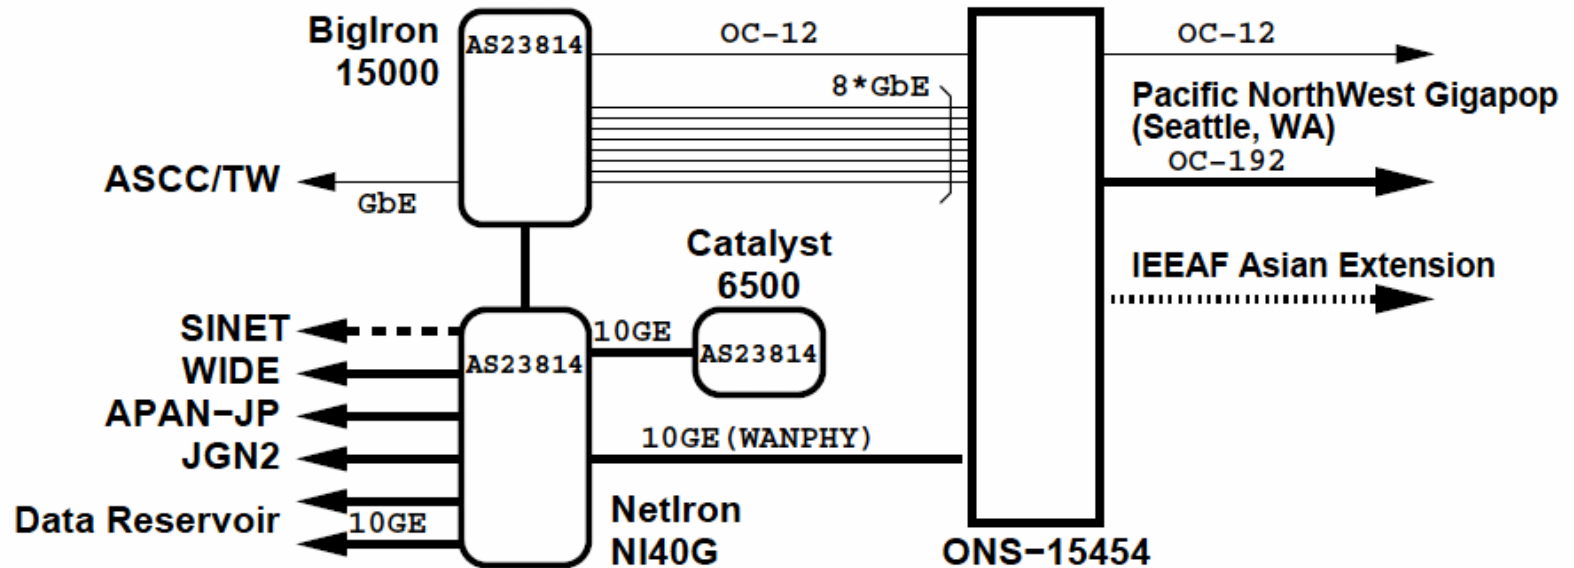 BigIron
15000
AS23814
OC-12
OC-12
8*GbE
Pacific NorthWest Gigapop
(Seattle, WA)
OC-192
ASCC/TW
GbE
Catalyst
6500
IEEAF Asian Extension
SINET
WIDE
APAN-JP
JGN2
Data Reservoir
10GE
AS23814
10GE
AS23814
10GE(WANPHY)
NetIron
NI40G
ONS-15454